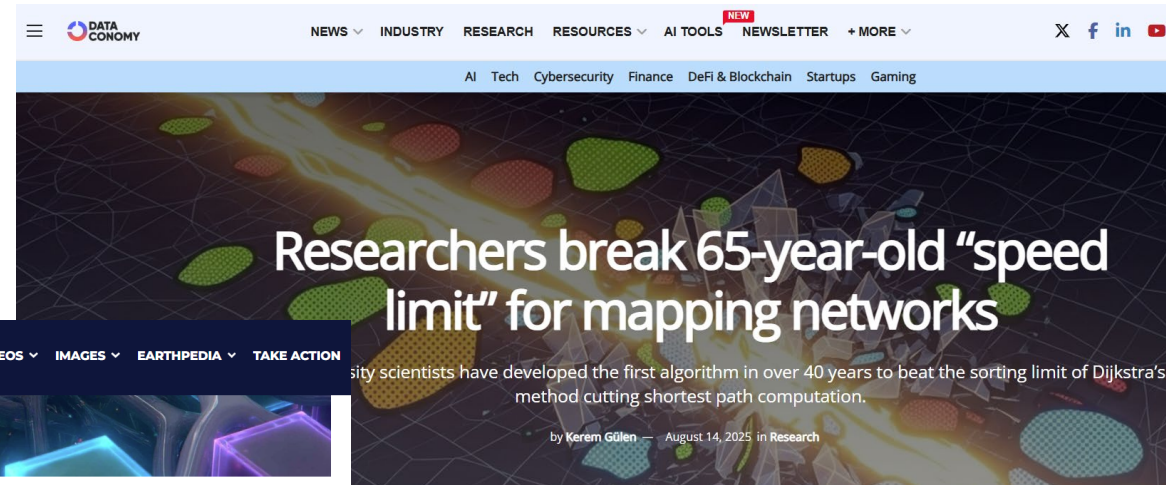 DATA
CONOMY
NEWS INDUSTRY RESEARCH RESOURCES AI TOOLS NEW NEWSLETTER + MORE
AI Tech Cybersecurity Finance DeFi & Blockchain Startups Gaming
Researchers break 65-year-old “speed
limit” for mapping networks
EOS IMAGES EARTHPEDIA TAKE ACTION
sity scientists have developed the first algorithm in over 40 years to beat the sorting limit of Dijkstra’s
method cutting shortest path computation.
by Kerem Gülen — August 14, 2025 in Research